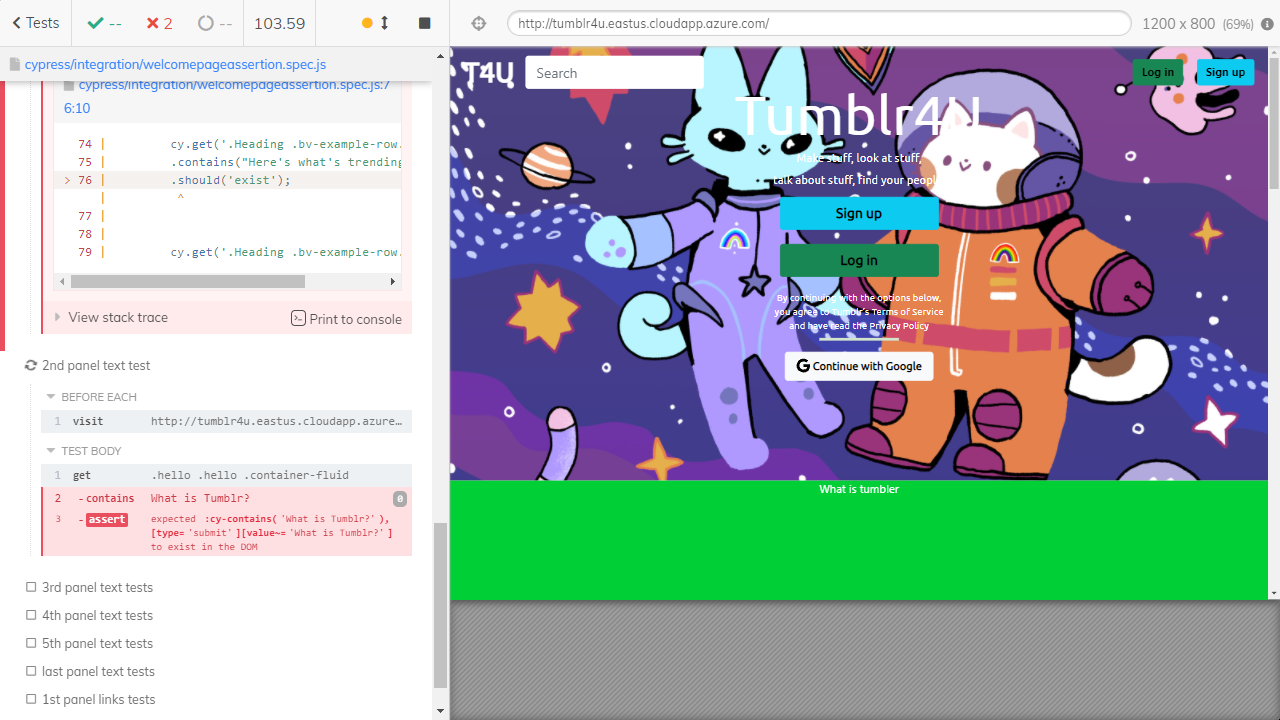 Tests
--
2
--
103.59
http://tumblr4u.eastus.cloudapp.azure.com/
1200 x 800 (69%)
cypress/integration/welcomepageassertion.spec.js
cypress/integration/welcomepageassertion.spec.js:7
6:10
74 | cy.get('.Heading .bv-example-row.
75 | .contains("Here's what's trending
> 76 | .should('exist');
| ^
77 |
78 |
79 | cy.get('.Heading .bv-example-row.
View stack trace
Print to console
2nd panel text test
BEFORE EACH
1 visit http://tumblr4u.eastus.cloudapp.azure...
TEST BODY
1 get .hello .hello .container-fluid
2 -contains What is Tumblr? 0
3 -assert expected :cy-contains('What is Tumblr?'),
[type='submit'][value~='What is Tumblr?']
to exist in the DOM
3rd panel text tests
4th panel text tests
5th panel text tests
last panel text tests
1st panel links tests
T4U
Search
Log in
Sign up
Tumblr4U
Make stuff, look at stuff,
talk about stuff, find your people
Sign up
Log in
By continuing with the options below,
you agree to Tumblr's Terms of Service
and have read the Privacy Policy
Continue with Google
What is tumbler